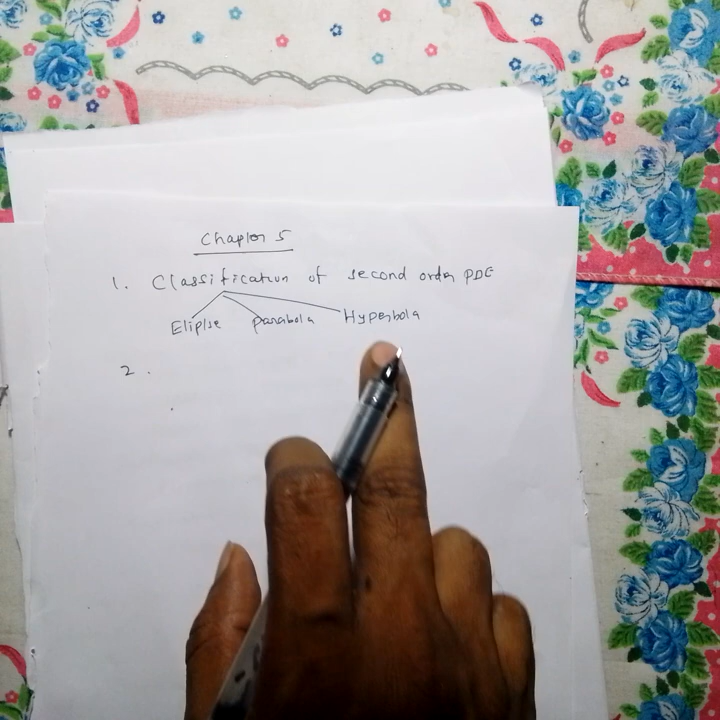 Chapter 5
1. Classification of second order PDE
Eliplse parabola Hyperbola
2.